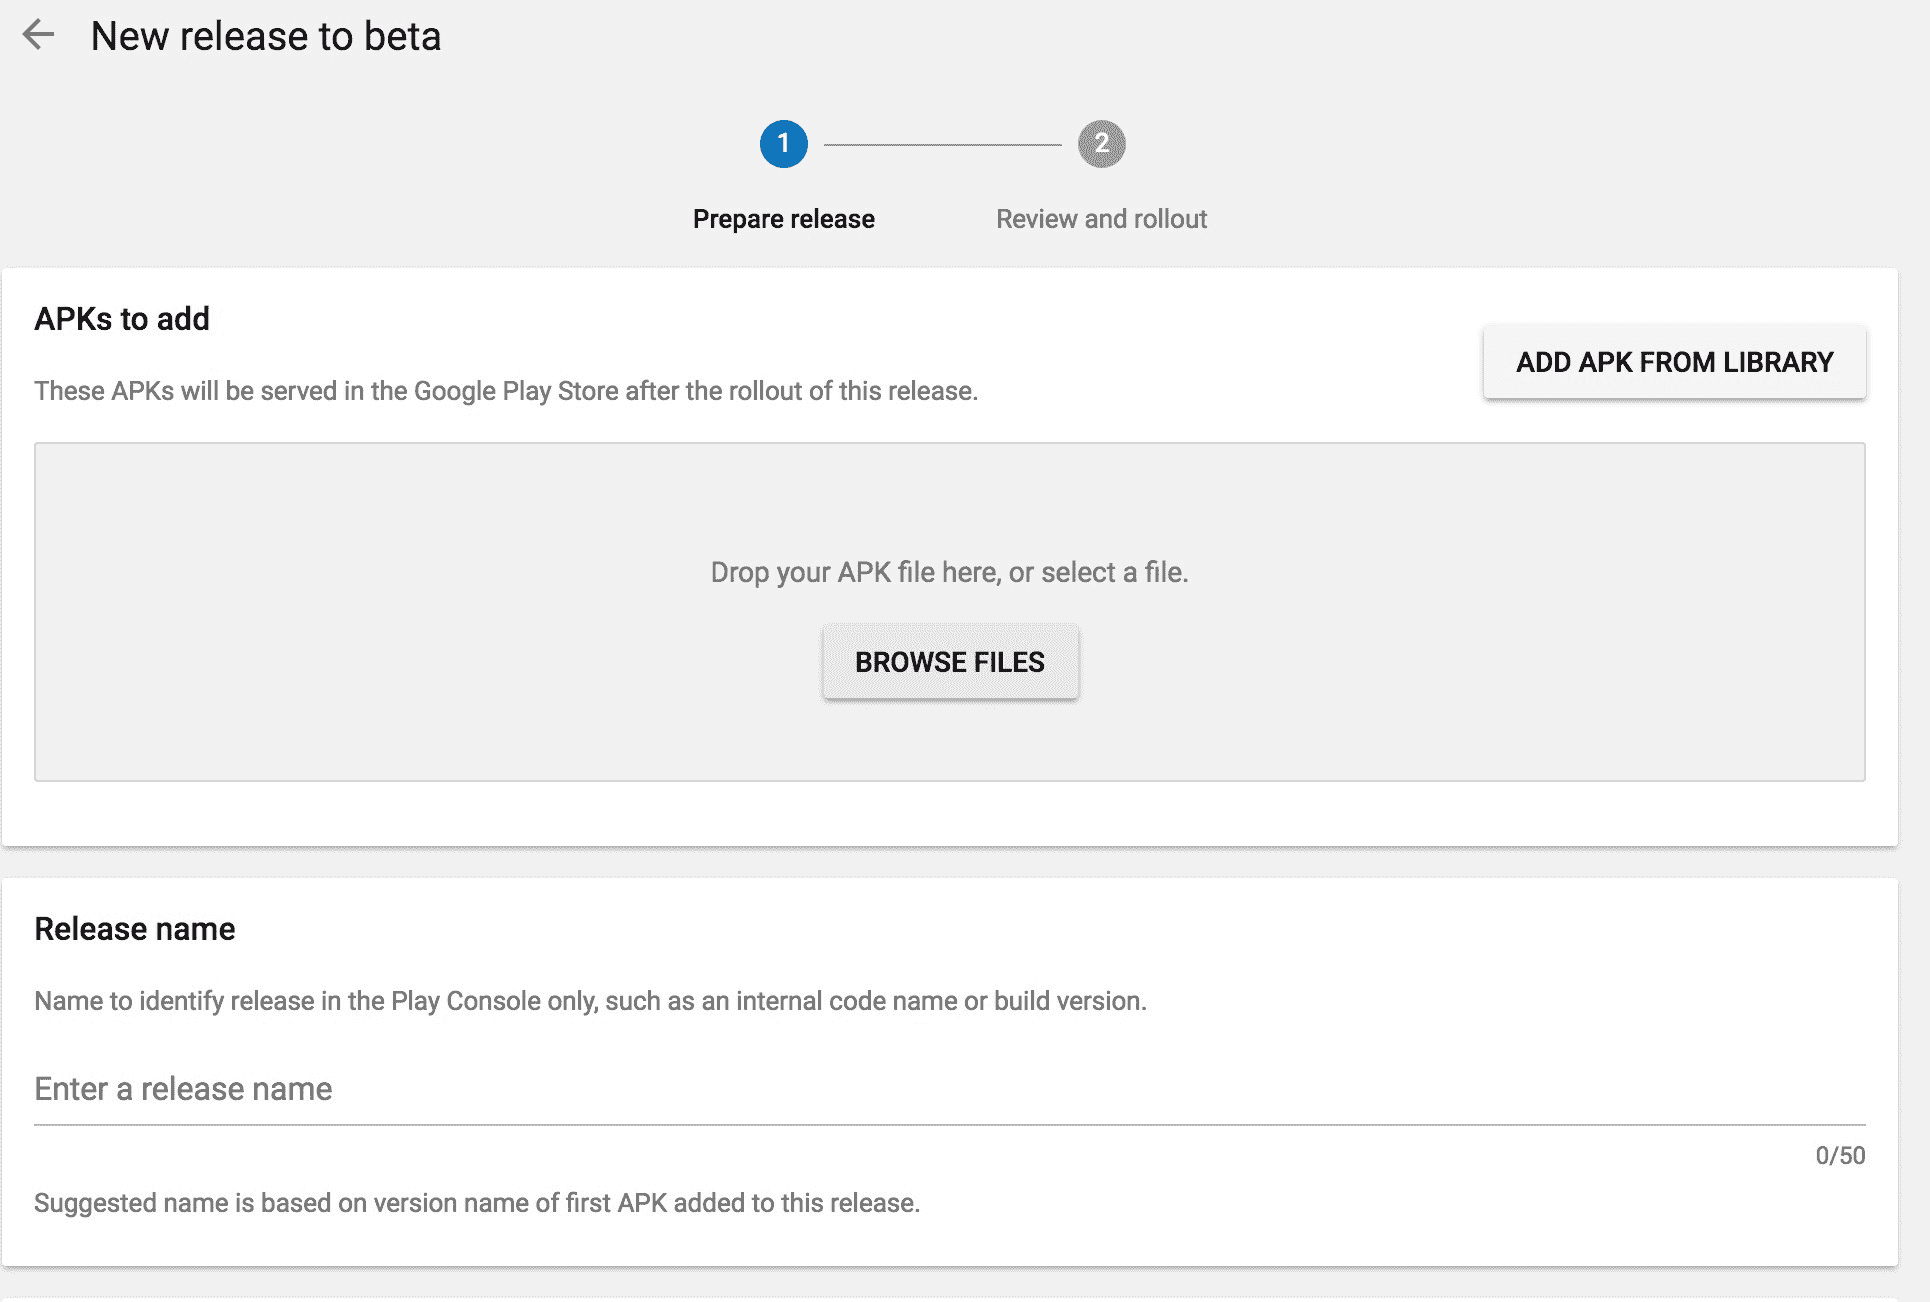 New release to beta
1
2
Prepare release
Review and rollout
APKs to add
ADD APK FROM LIBRARY
These APKs will be served in the Google Play Store after the rollout of this release.
Drop your APK file here, or select a file.
BROWSE FILES
Release name
Name to identify release in the Play Console only, such as an internal code name or build version.
Enter a release name
0/50
Suggested name is based on version name of first APK added to this release.